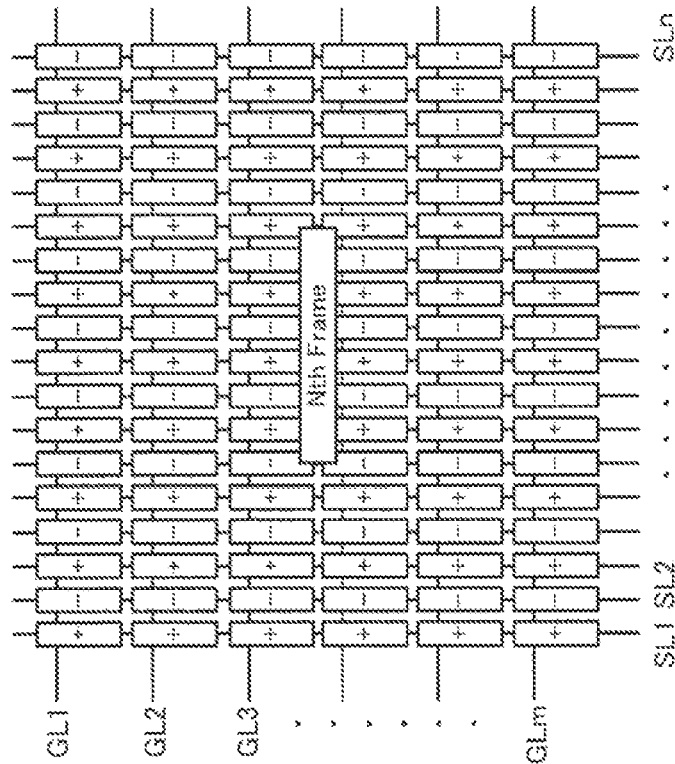 GL1 + - + - + - + - + - + - + - + - + -
GL2 + - + - + - + - + - + - + - + - + -
GL3 + - + - + - + - + - + - + - + - + -
Nth Frame
+ - + - + - + - + - + - + - + - + -
+ - + - + - + - + - + - + - + - + -
GLm + - + - + - + - + - + - + - + - + -
SL1 SL2 . . . . . SLn